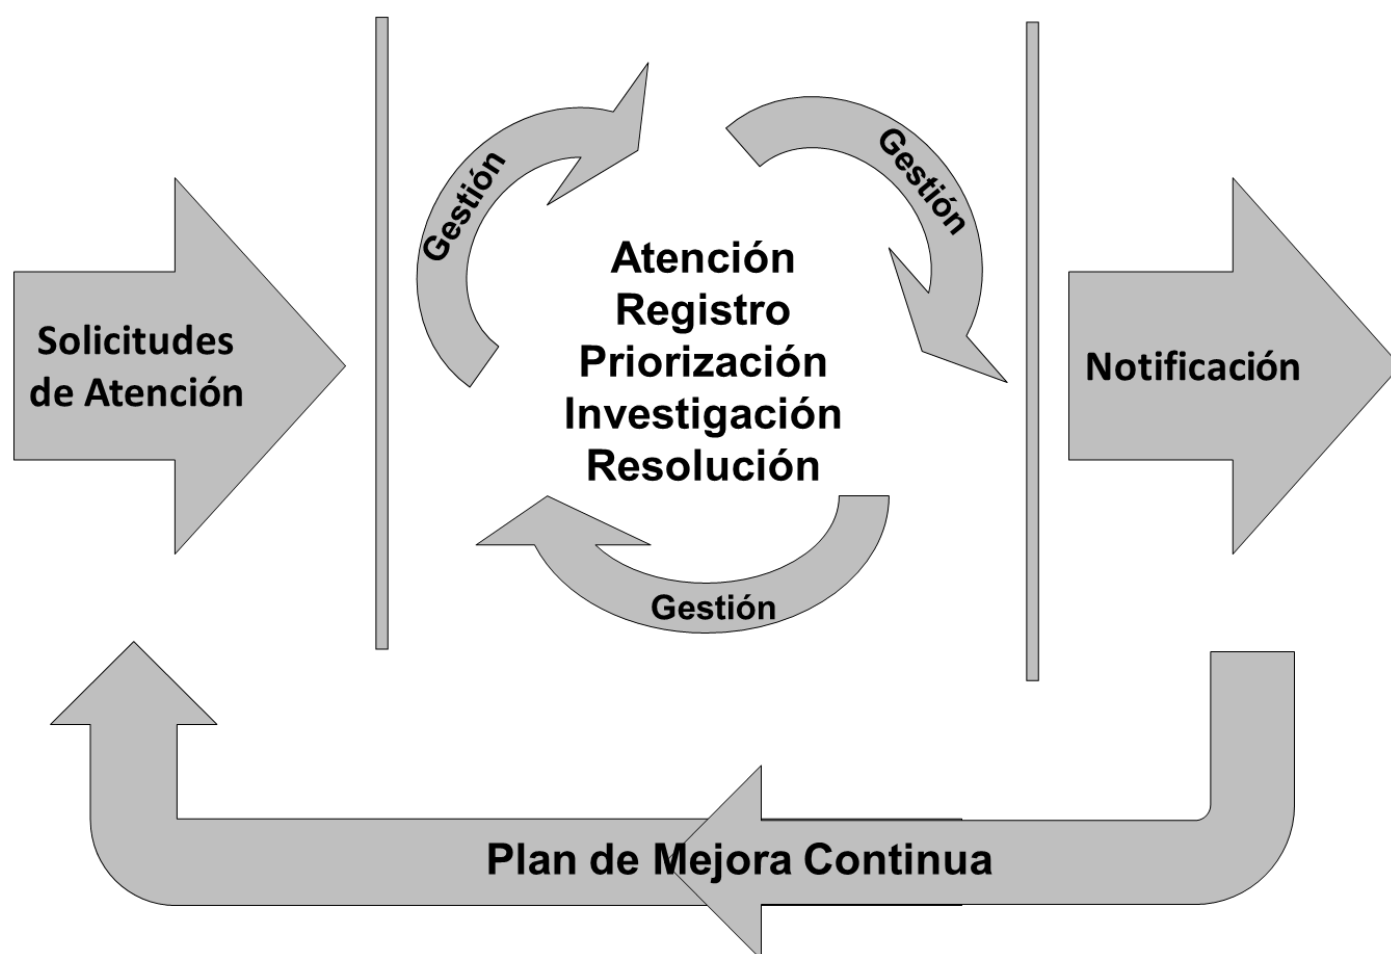 Solicitudes
de Atención
Gestión
Gestión
Atención
Registro
Priorización
Investigación
Resolución
Gestión
Notificación
Plan de Mejora Continua